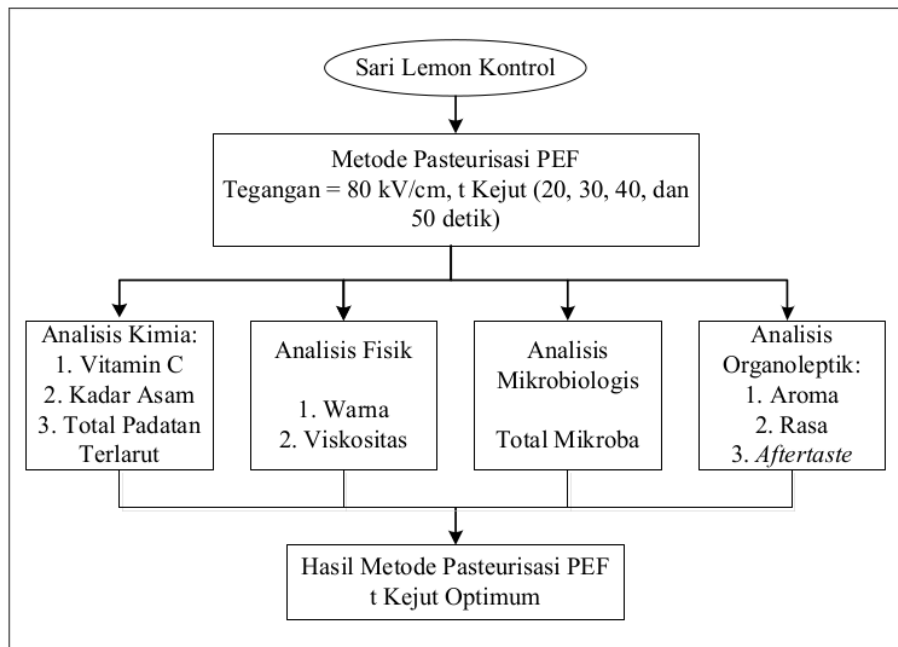 Sari Lemon Kontrol
Metode Pasteurisasi PEF
Tegangan = 80 kV/cm, t Kejut (20, 30, 40, dan
50 detik)
Analisis Kimia:
1. Vitamin C
2. Kadar Asam
3. Total Padatan
Terlarut
Analisis Fisik
1. Warna
2. Viskositas
Analisis
Mikrobiologis
Total Mikroba
Analisis
Organoleptik:
1. Aroma
2. Rasa
3. Aftertaste
Hasil Metode Pasteurisasi PEF
t Kejut Optimum